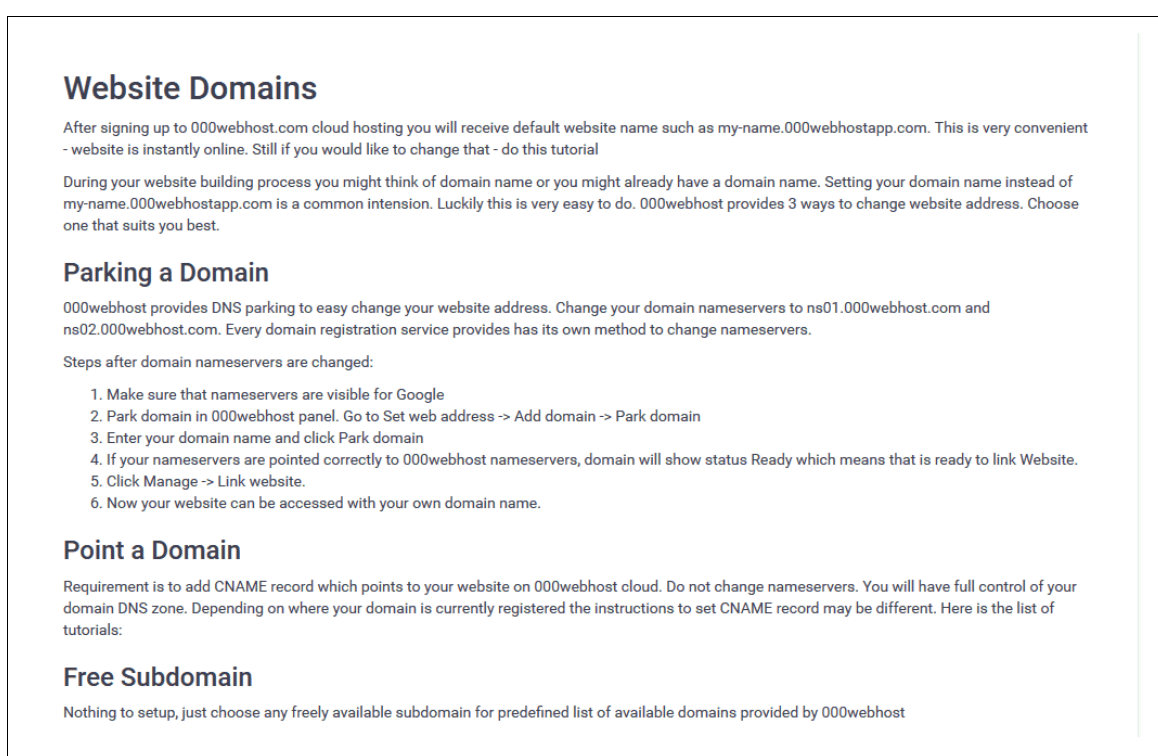 Website Domains
After signing up to 000webhost.com cloud hosting you will receive default website name such as my-name.000webhostapp.com. This is very convenient
- website is instantly online. Still if you would like to change that - do this tutorial
During your website building process you might think of domain name or you might already have a domain name. Setting your domain name instead of
my-name.000webhostapp.com is a common intension. Luckily this is very easy to do. 000webhost provides 3 ways to change website address. Choose
one that suits you best.
Parking a Domain
000webhost provides DNS parking to easy change your website address. Change your domain nameservers to ns01.000webhost.com and
ns02.000webhost.com. Every domain registration service provides has its own method to change nameservers.
Steps after domain nameservers are changed:
1. Make sure that nameservers are visible for Google
2. Park domain in 000webhost panel. Go to Set web address -> Add domain -> Park domain
3. Enter your domain name and click Park domain
4. If your nameservers are pointed correctly to 000webhost nameservers, domain will show status Ready which means that is ready to link Website.
5. Click Manage -> Link website.
6. Now your website can be accessed with your own domain name.
Point a Domain
Requirement is to add CNAME record which points to your website on 000webhost cloud. Do not change nameservers. You will have full control of your
domain DNS zone. Depending on where your domain is currently registered the instructions to set CNAME record may be different. Here is the list of
tutorials:
Free Subdomain
Nothing to setup, just choose any freely available subdomain for predefined list of available domains provided by 000webhost